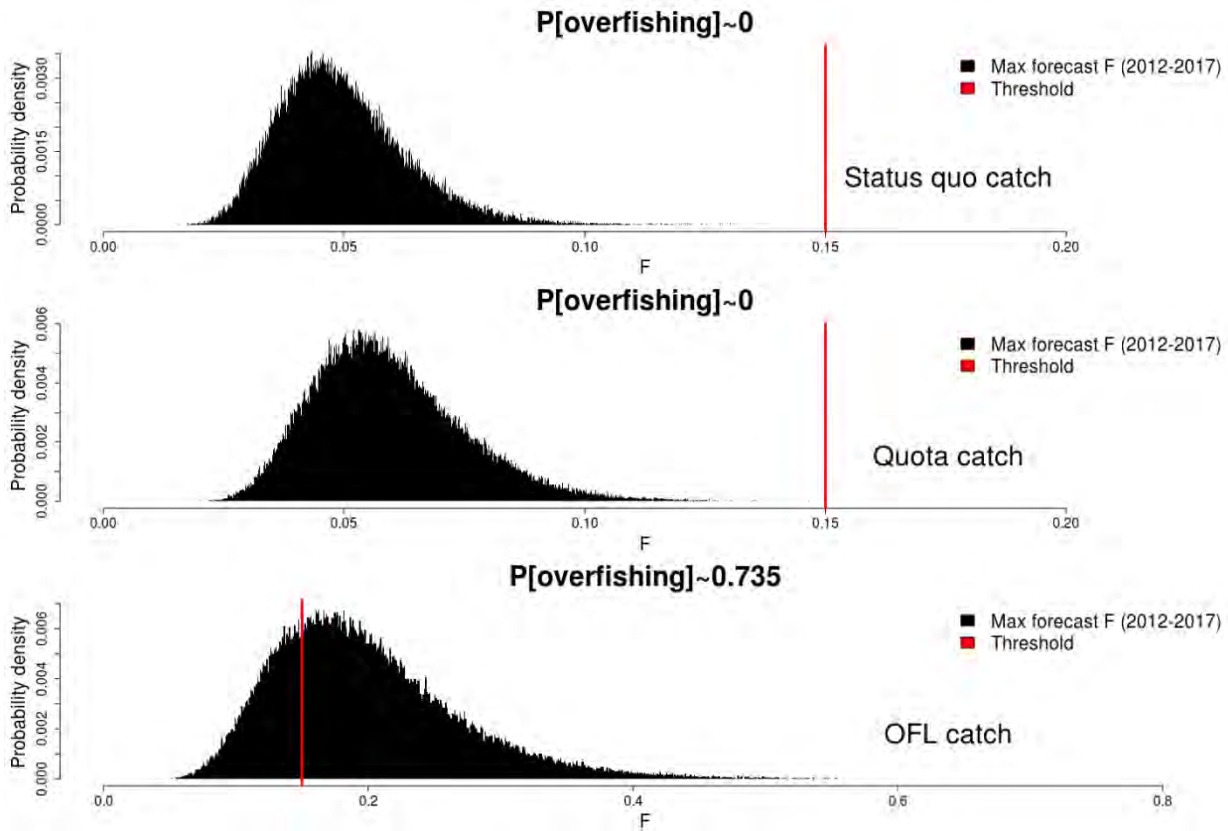 P[overfishing]~0
Probability density
0.0000 0.0015 0.0030
Max forecast F (2012-2017)
Threshold
Status quo catch
0.00 0.05 0.10 0.15 0.20
F
P[overfishing]~0
Probability density
0.000 0.002 0.004 0.006
Max forecast F (2012-2017)
Threshold
Quota catch
0.00 0.05 0.10 0.15 0.20
F
P[overfishing]~0.735
Probability density
0.000 0.002 0.004 0.006
Max forecast F (2012-2017)
Threshold
OFL catch
0.0 0.2 0.4 0.6 0.8
F